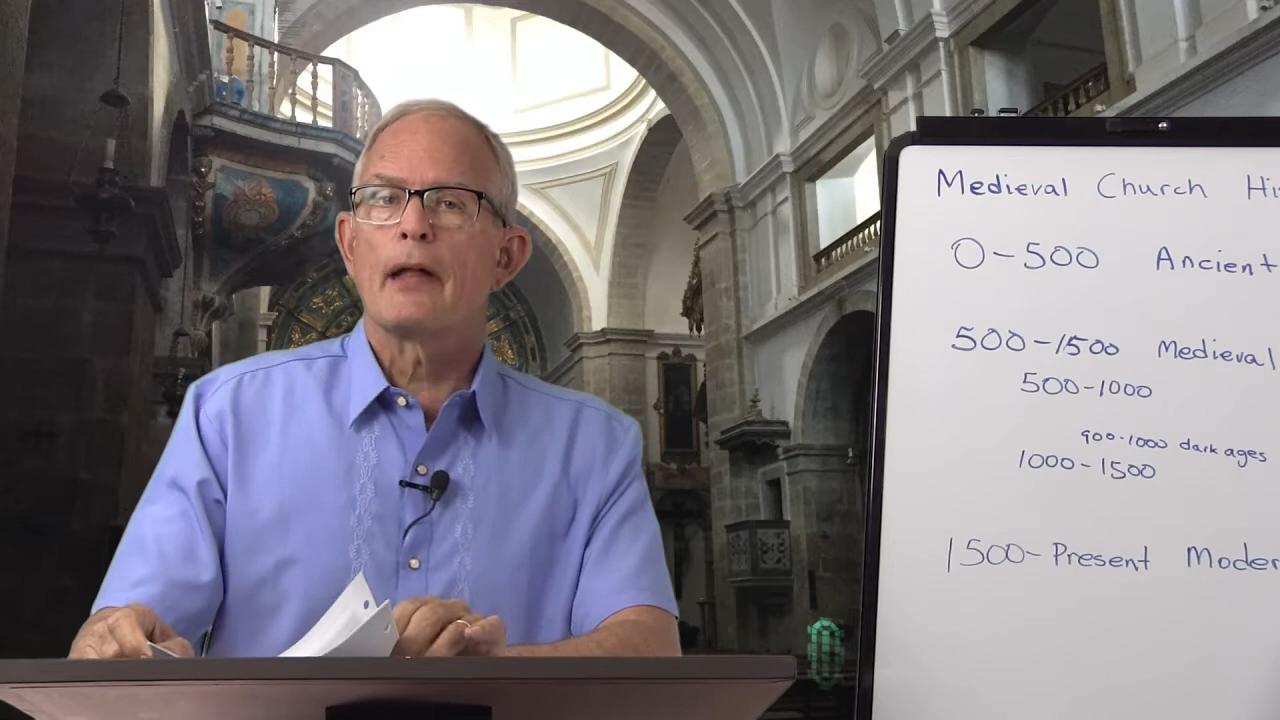 Medieval Church Hi
0-500 Ancient
500-1500 Medieval
500-1000
900-1000 dark ages
1000-1500
1500-Present Moder